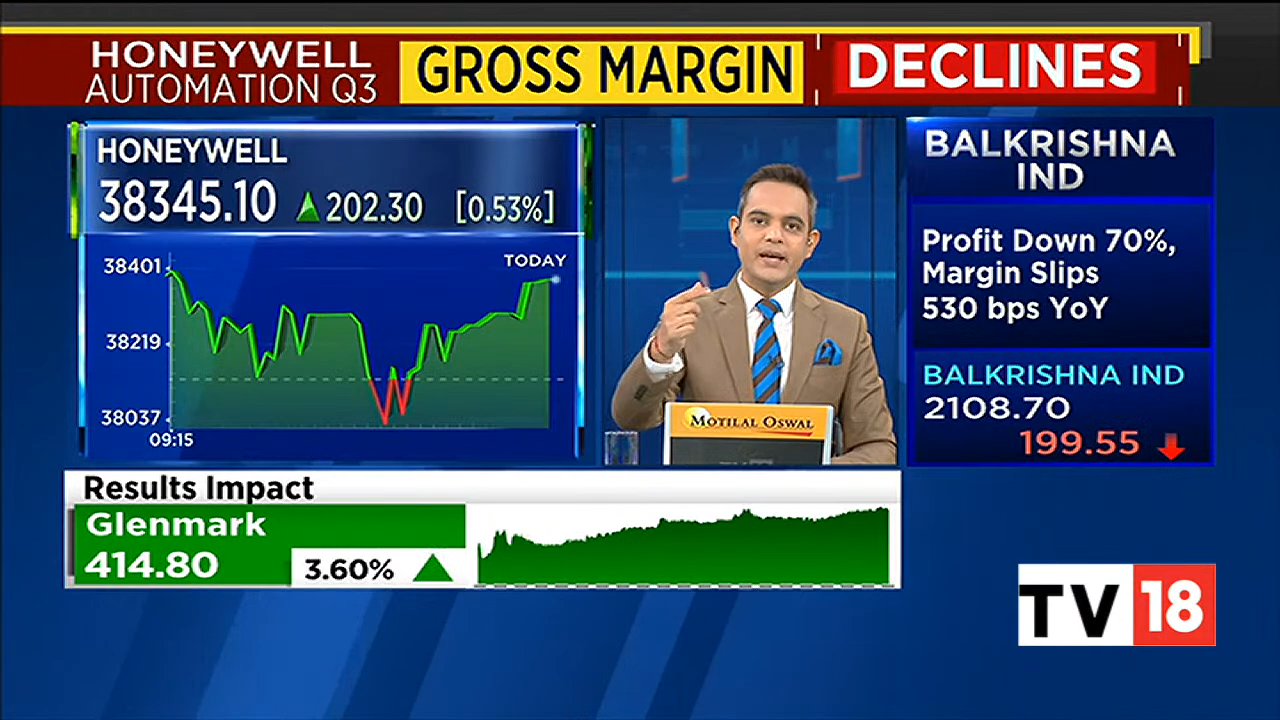 HONEYWELL
AUTOMATION Q3
GROSS MARGIN
DECLINES
HONEYWELL
38345.10 ▲ 202.30 [0.53%]
TODAY
38401
38219
38037
09:15
MOTILAL OSWAL
BALKRISHNA
IND
Profit Down 70%,
Margin Slips
530 bps YoY
BALKRISHNA IND
2108.70
199.55
Results Impact
Glenmark
414.80
3.60%
TV18